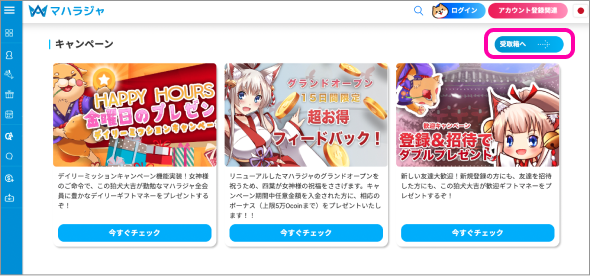 マハラジャ
ログイン
アカウント登録/開通
キャンペーン
受取箱へ
HAPPY HOURS
金曜日のプレゼント
デイリーミッションキャンペーン
グランドオープン
15日間限定
超お得
フィードバック！
歓迎キャンペーン
登録&招待で
ダブルプレゼント
デイリーミッションキャンペーン機能実装！女神様
のご命令で、この狛犬大吉が勤勉なマハラジャ全会
員に豊かなデイリーギフトマネーをプレゼントする
ぞ！
リニューアルしたマハラジャのグランドオープンを
祝うため、四葉が女神様の祝福をささげます。キャ
ンペーン期間中任意金額を入金された方に、相応の
ボーナス（上限5万0coinまで）をプレゼントいたし
ます！！
新しい友達大歓迎！新規登録の方にも、友達を招待
した方にも、この狛犬大吉が歓迎ギフトマネーをプ
レゼントするぞ！
今すぐチェック
今すぐチェック
今すぐチェック